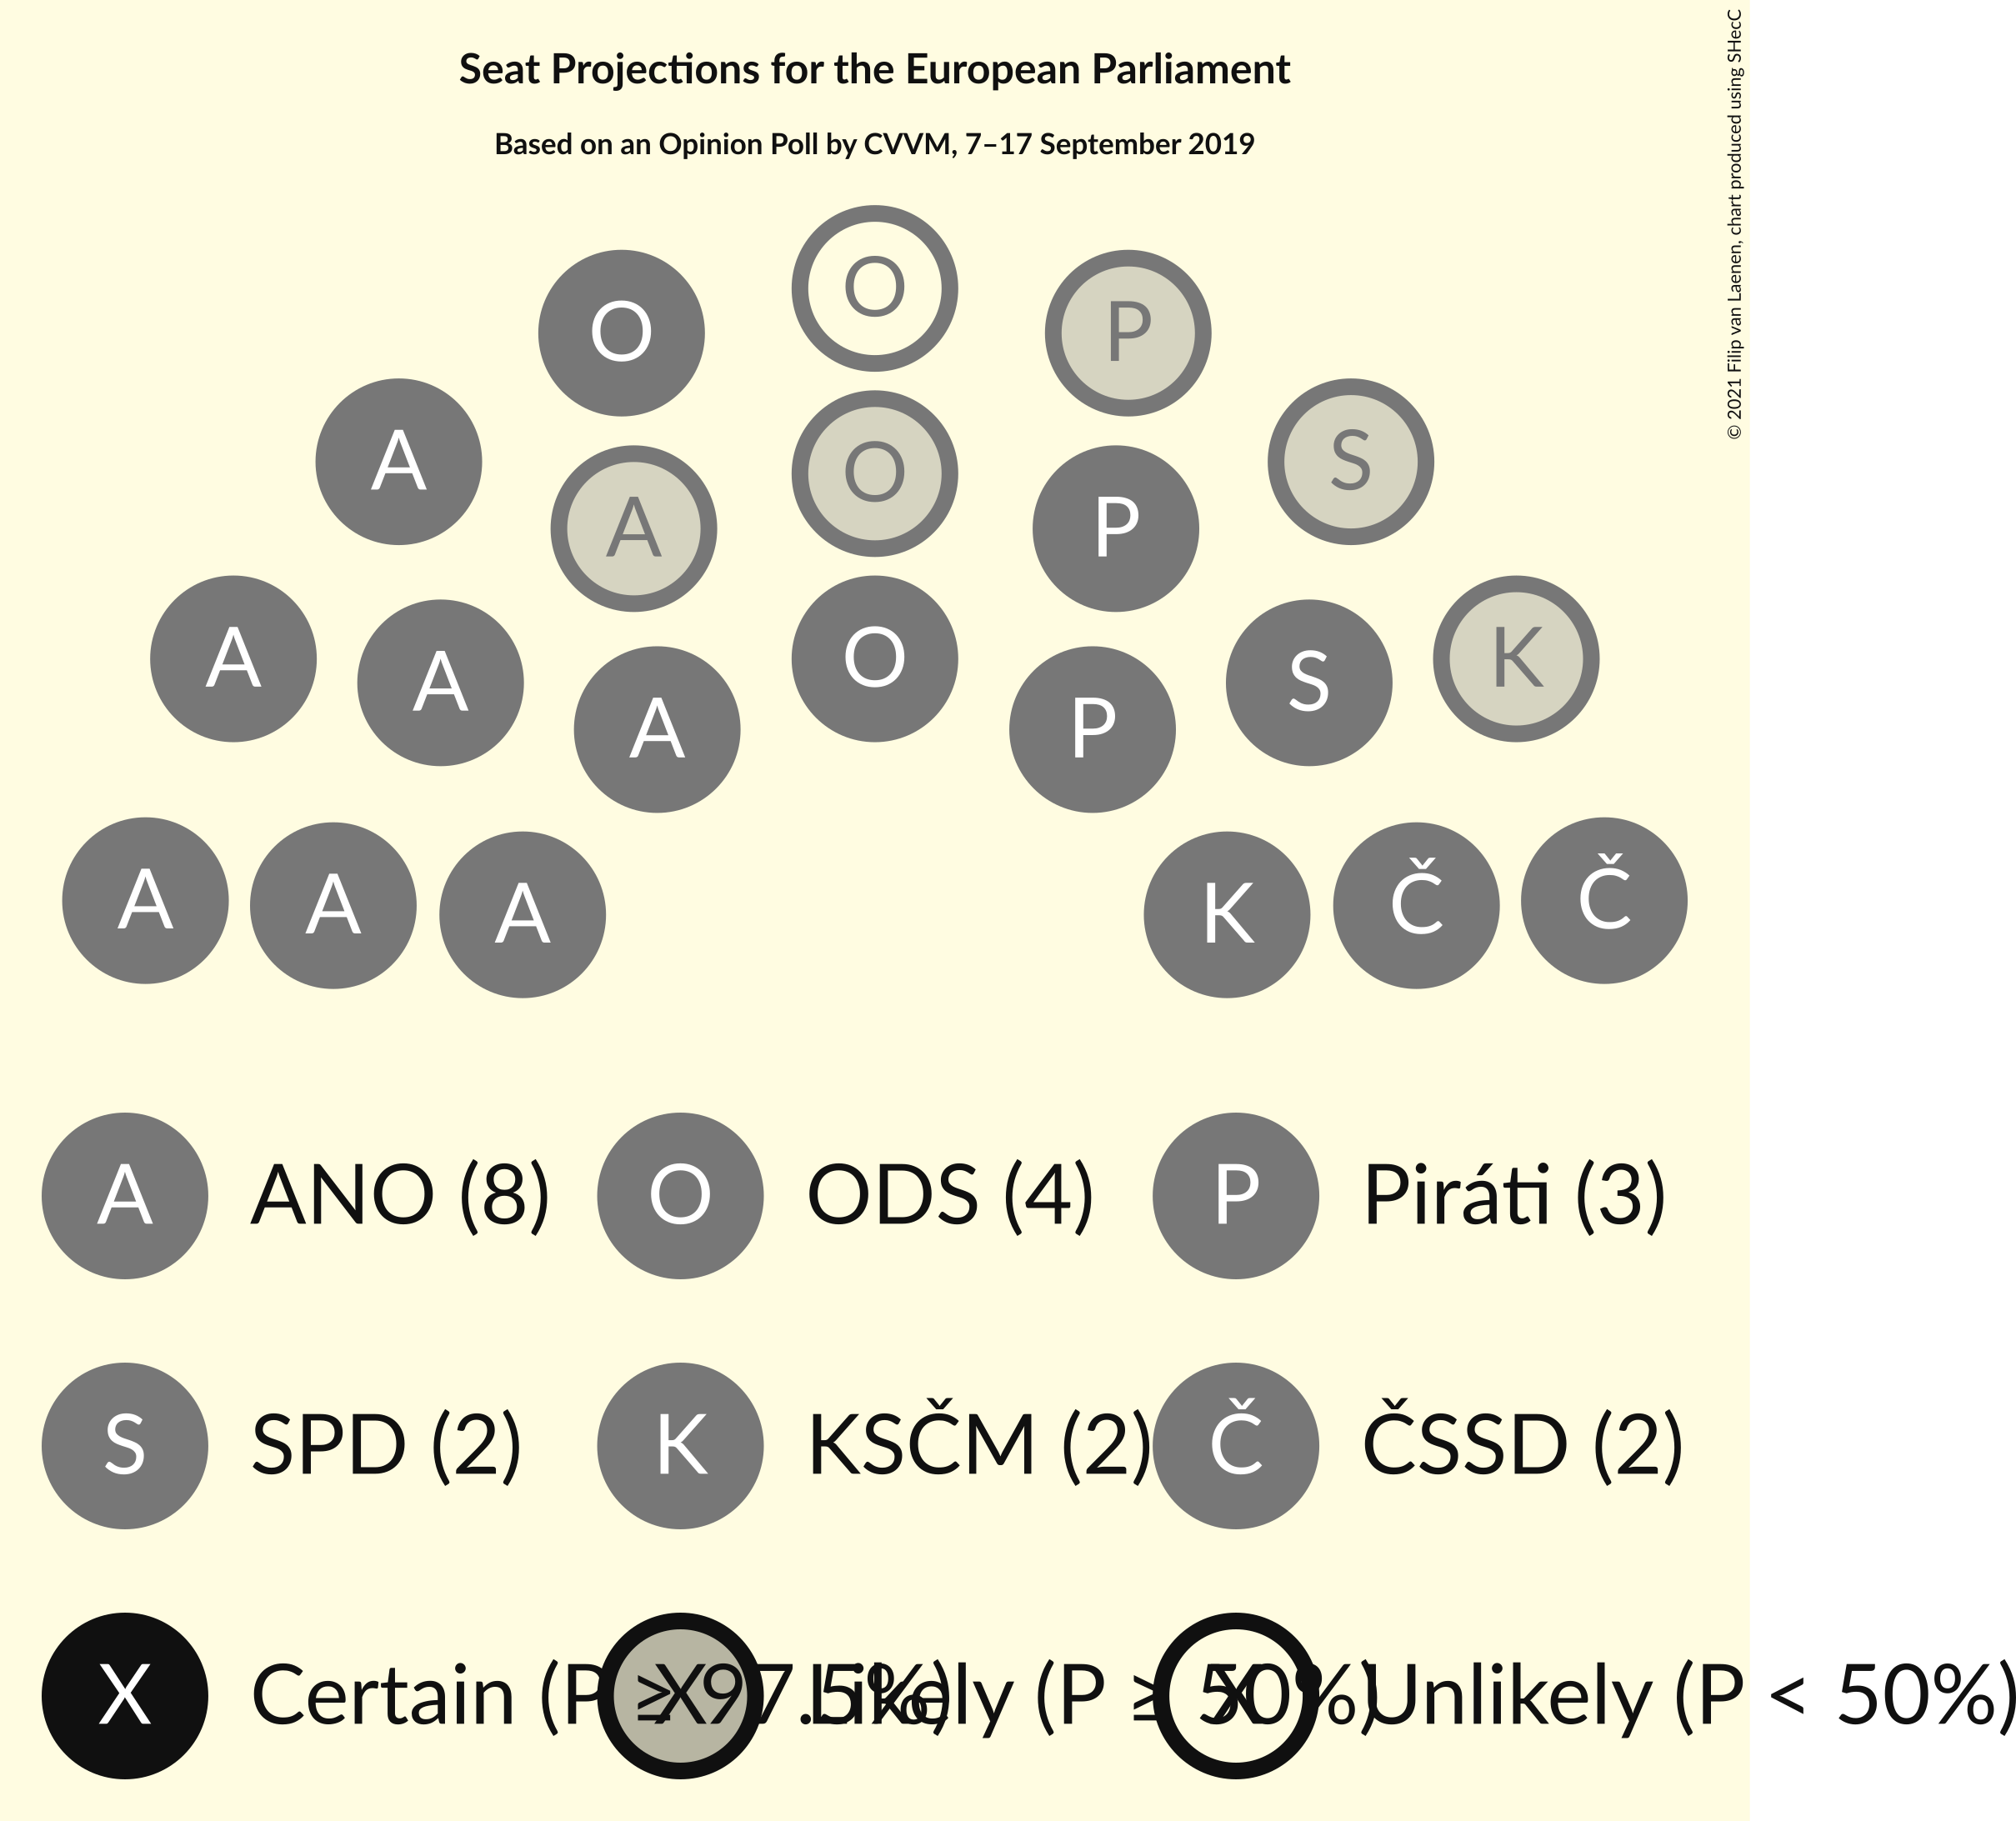 Seat Projections for the European Parliament
Based on an Opinion Poll by CVVM, 7–17 September 2019
© 2021 Filip van Laenen, chart produced using SHecC
O
O
P
A
O
S
A
P
A
O
K
A
S
A
P
A
A
A
K
Č
Č
A ANO (8) O ODS (4) P Piráti (3)
S SPD (2) K KSČM (2) Č ČSSD (2)
X Certain (P ≥ 97.5%) X Likely (P ≥ 50%) X Unlikely (P < 50%)